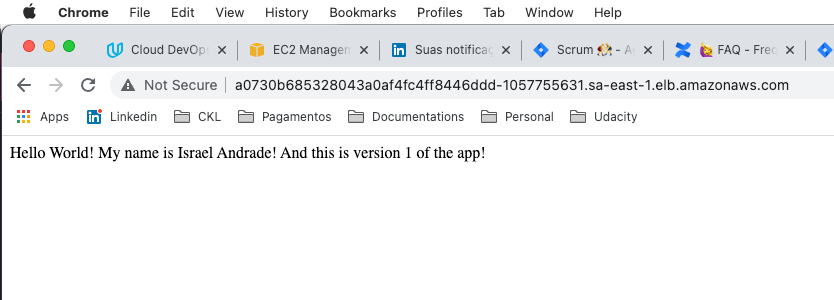 Chrome File Edit View History Bookmarks Profiles Tab Window Help
Cloud DevOps EC2 Managem Suas notificaç Scrum - A FAQ - Freq
Not Secure | a0730b685328043a0af4fc4ff8446ddd-1057755631.sa-east-1.elb.amazonaws.com
Apps Linkedin CKL Pagamentos Documentations Personal Udacity
Hello World! My name is Israel Andrade! And this is version 1 of the app!